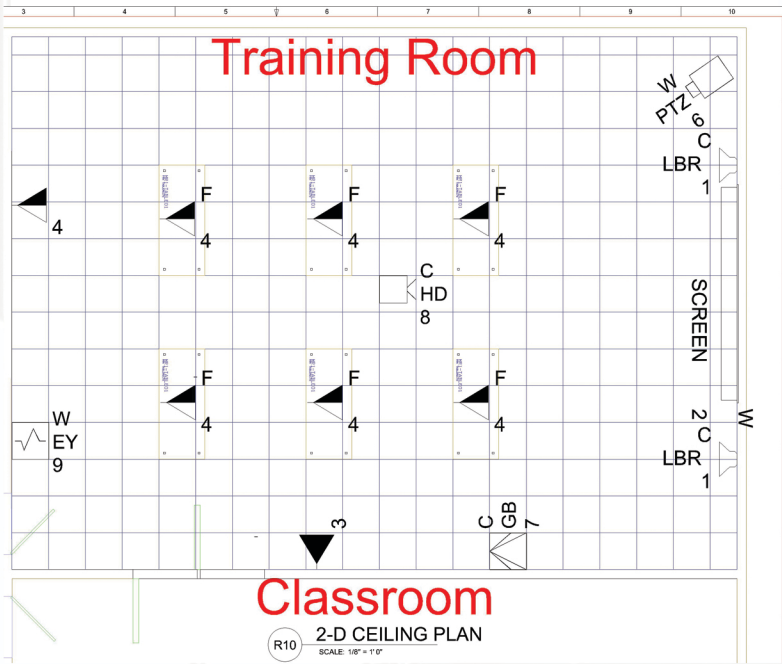 3 4 5 6 7 8 9 10
Training Room
W
PTZ
6
C
LBR
1
4
F
4
F
4
F
4
C
HD
8
SCREEN
F
4
F
4
F
4
2
W
C
LBR
1
W
EY
9
3
C
GB
7
Classroom
R10
2-D CEILING PLAN
SCALE: 1/8" = 1' 0"